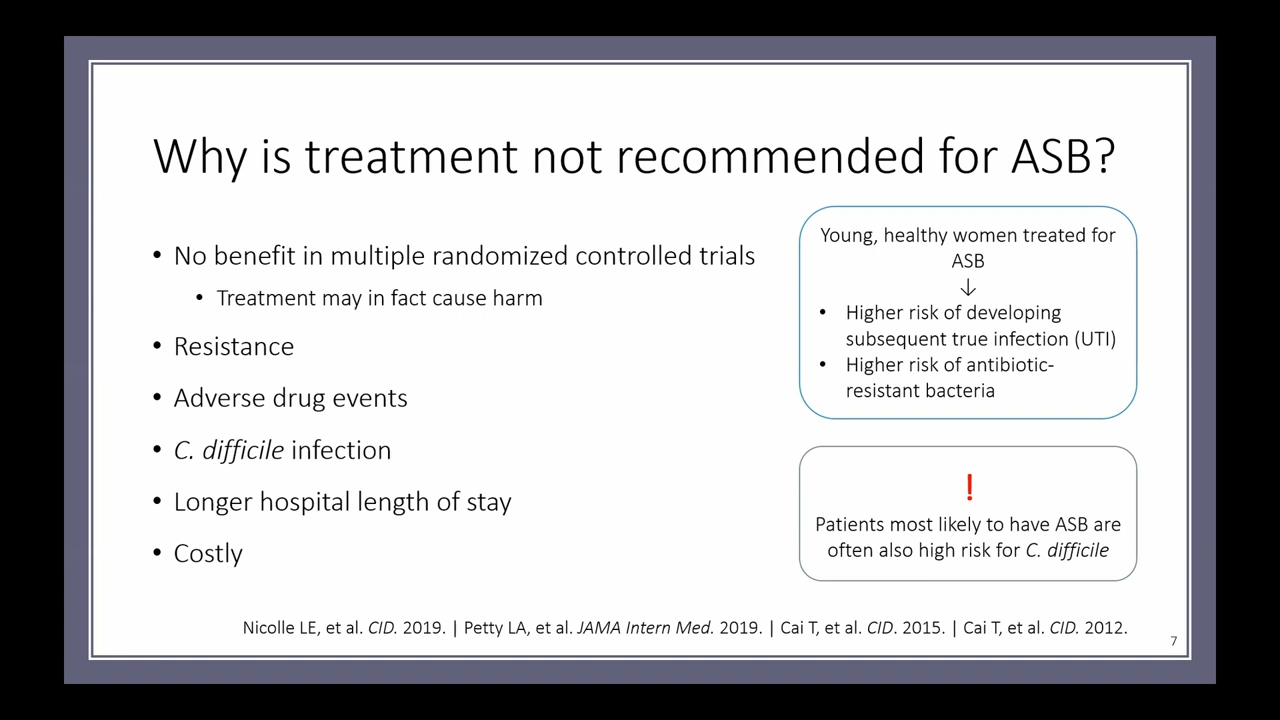 Why is treatment not recommended for ASB?
• No benefit in multiple randomized controlled trials
• Treatment may in fact cause harm
• Resistance
• Adverse drug events
• C. difficile infection
• Longer hospital length of stay
• Costly
Young, healthy women treated for
ASB
↓
• Higher risk of developing
subsequent true infection (UTI)
• Higher risk of antibiotic-
resistant bacteria
!
Patients most likely to have ASB are
often also high risk for C. difficile
Nicolle LE, et al. CID. 2019. | Petty LA, et al. JAMA Intern Med. 2019. | Cai T, et al. CID. 2015. | Cai T, et al. CID. 2012.
7